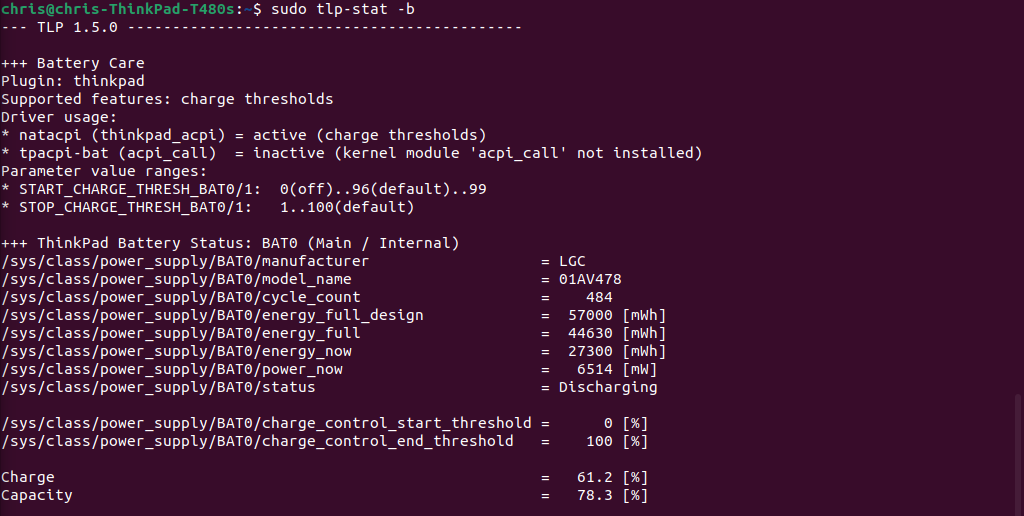 chris@chris-ThinkPad-T480s:~$ sudo tlp-stat -b
--- TLP 1.5.0 --------------------------------------------

+++ Battery Care
Plugin: thinkpad
Supported features: charge thresholds
Driver usage:
* natacpi (thinkpad_acpi) = active (charge thresholds)
* tpacpi-bat (acpi_call)  = inactive (kernel module 'acpi_call' not installed)
Parameter value ranges:
* START_CHARGE_THRESH_BAT0/1:  0(off)..96(default)..99
* STOP_CHARGE_THRESH_BAT0/1:   1..100(default)

+++ ThinkPad Battery Status: BAT0 (Main / Internal)
/sys/class/power_supply/BAT0/manufacturer                   = LGC
/sys/class/power_supply/BAT0/model_name                     = 01AV478
/sys/class/power_supply/BAT0/cycle_count                    =    484
/sys/class/power_supply/BAT0/energy_full_design             =  57000 [mWh]
/sys/class/power_supply/BAT0/energy_full                    =  44630 [mWh]
/sys/class/power_supply/BAT0/energy_now                     =  27300 [mWh]
/sys/class/power_supply/BAT0/power_now                      =   6514 [mW]
/sys/class/power_supply/BAT0/status                         = Discharging

/sys/class/power_supply/BAT0/charge_control_start_threshold =      0 [%]
/sys/class/power_supply/BAT0/charge_control_end_threshold   =    100 [%]

Charge                                                      =   61.2 [%]
Capacity                                                    =   78.3 [%]